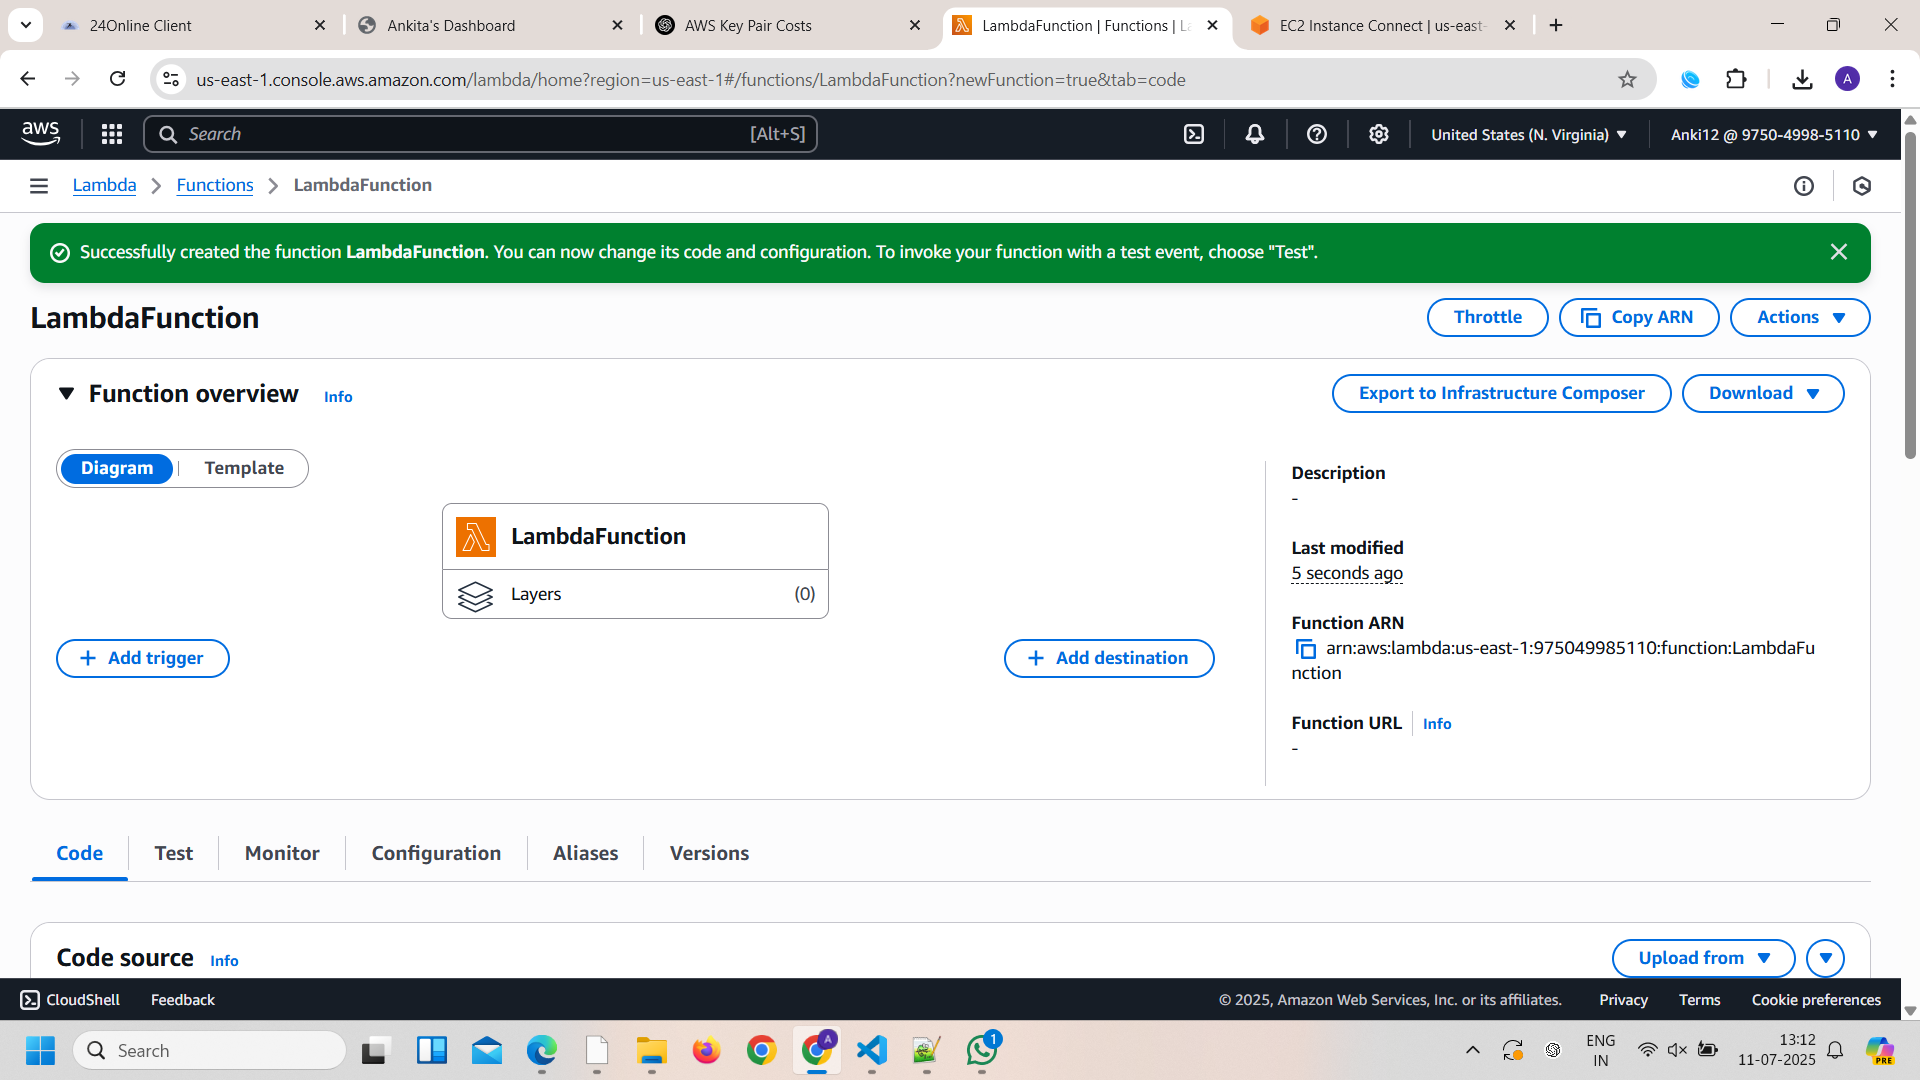 24Online Client
Ankita's Dashboard
AWS Key Pair Costs
LambdaFunction | Functions | La
EC2 Instance Connect | us-east-
us-east-1.console.aws.amazon.com/lambda/home?region=us-east-1#/functions/LambdaFunction?newFunction=true&tab=code
A
aws
Search
[Alt+S]
United States (N. Virginia)
Anki12 @ 9750-4998-5110
Lambda
Functions
LambdaFunction
Successfully created the function LambdaFunction. You can now change its code and configuration. To invoke your function with a test event, choose "Test".
LambdaFunction
Throttle
Copy ARN
Actions
Function overview
Info
Export to Infrastructure Composer
Download
Diagram
Template
LambdaFunction
Layers
(0)
Add trigger
Add destination
Description
-
Last modified
5 seconds ago
Function ARN
arn:aws:lambda:us-east-1:975049985110:function:LambdaFu
nction
Function URL
Info
-
Code
Test
Monitor
Configuration
Aliases
Versions
Code source
Info
Upload from
CloudShell
Feedback
© 2025, Amazon Web Services, Inc. or its affiliates.
Privacy
Terms
Cookie preferences
Search
A
1
ENG
IN
13:12
11-07-2025
PRE